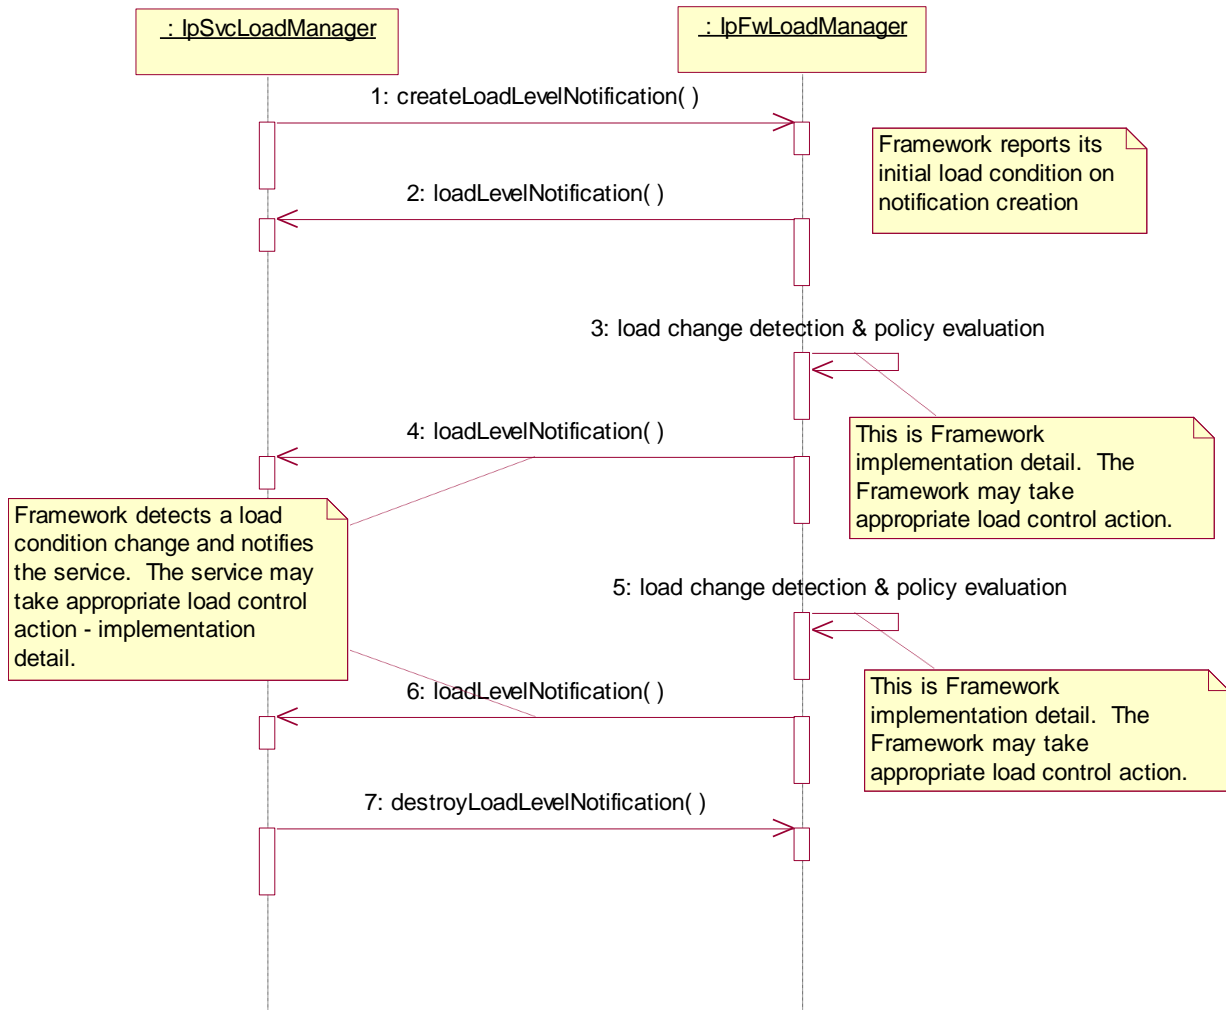 : IpSvcLoadManager
: IpFwLoadManager
1: createLoadLevelNotification( )
Framework reports its
initial load condition on
notification creation
2: loadLevelNotification( )
3: load change detection & policy evaluation
4: loadLevelNotification( )
This is Framework
implementation detail.  The
Framework may take
appropriate load control action.
Framework detects a load
condition change and notifies
the service.  The service may
take appropriate load control
action - implementation
detail.
5: load change detection & policy evaluation
6: loadLevelNotification( )
This is Framework
implementation detail.  The
Framework may take
appropriate load control action.
7: destroyLoadLevelNotification( )